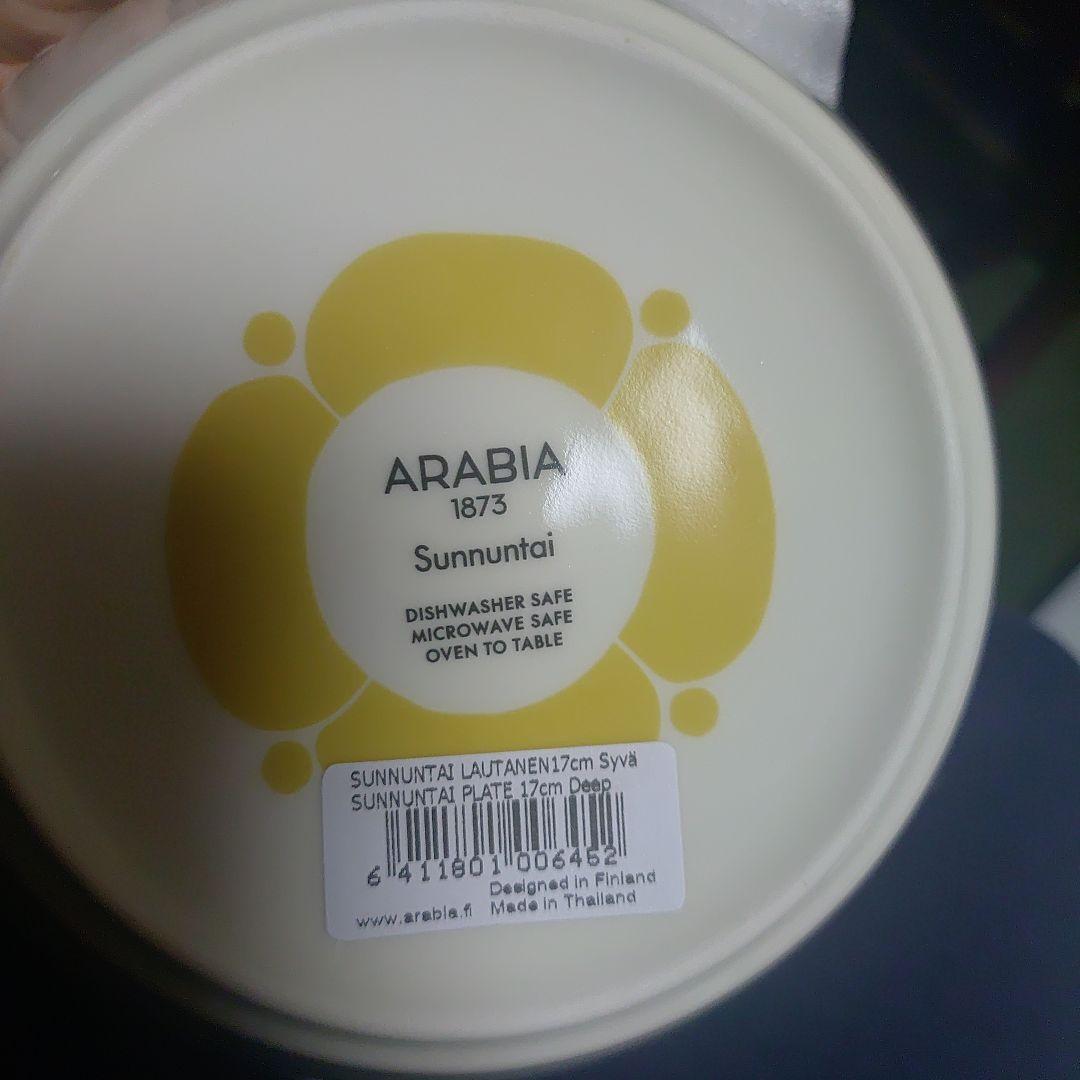 ARABIA
1873
Sunnuntai
DISHWASHER SAFE
MICROWAVE SAFE
OVEN TO TABLE
SUNNUNTAI LAUTANEN17cm Syvä
SUNNUNTAI PLATE 17cm Deep
6 411801 006452
Designed in Finland
www.arabia.fi Made in Thailand